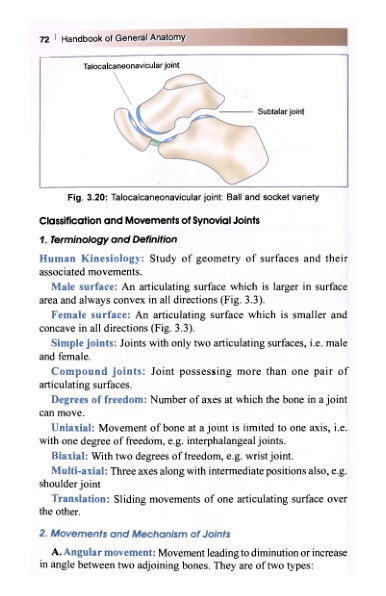 72 | Handbook of General Anatomy
Talocalcaneonavicular joint
Subtalar joint
Fig. 3.20: Talocalcaneonavicular joint: Ball and socket variety
Classification and Movements of Synovial Joints
1. Terminology and Definition
Human Kinesiology: Study of geometry of surfaces and their
associated movements.
Male surface: An articulating surface which is larger in surface
area and always convex in all directions (Fig. 3.3).
Female surface: An articulating surface which is smaller and
concave in all directions (Fig. 3.3).
Simple joints: Joints with only two articulating surfaces, i.e. male
and female.
Compound joints: Joint possessing more than one pair of
articulating surfaces.
Degrees of freedom: Number of axes at which the bone in a joint
can move.
Uniaxial: Movement of bone at a joint is limited to one axis, i.e.
with one degree of freedom, e.g. interphalangeal joints.
Biaxial: With two degrees of freedom, e.g. wrist joint.
Multi-axial: Three axes along with intermediate positions also, e.g.
shoulder joint
Translation: Sliding movements of one articulating surface over
the other.
2. Movements and Mechanism of Joints
A. Angular movement: Movement leading to diminution or increase
in angle between two adjoining bones. They are of two types: